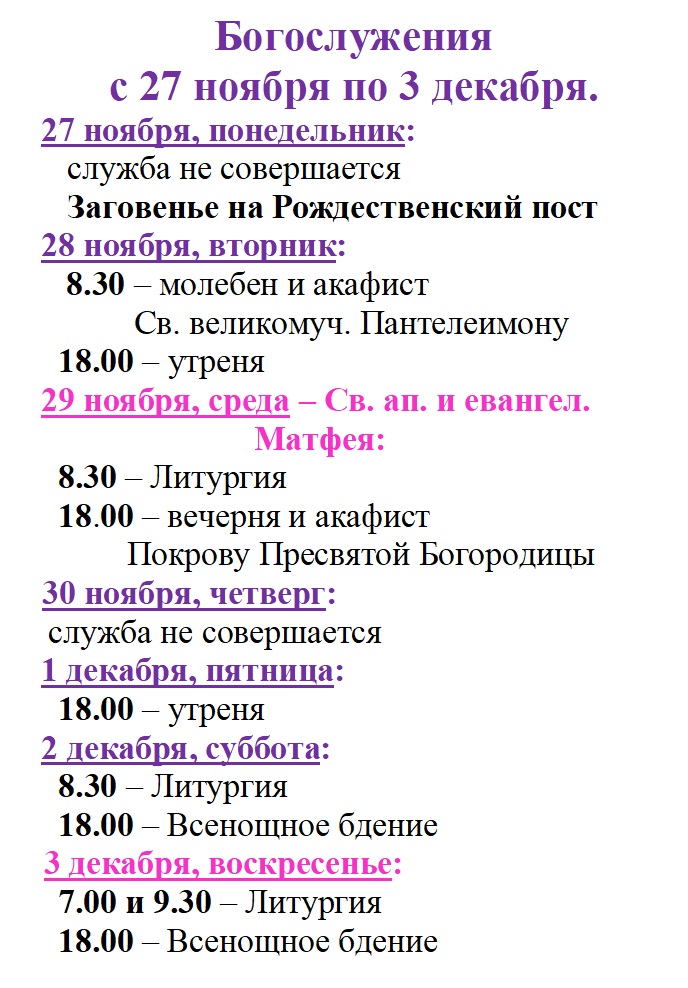 Богослужения
с 27 ноября по 3 декабря.
27 ноября, понедельник:
служба не совершается
Заговенье на Рождественский пост
28 ноября, вторник:
8.30 – молебен и акафист
Св. великомуч. Пантелеимону
18.00 – утреня
29 ноября, среда – Св. ап. и евангел.
Матфея:
8.30 – Литургия
18.00 – вечерня и акафист
Покрову Пресвятой Богородицы
30 ноября, четверг:
служба не совершается
1 декабря, пятница:
18.00 – утреня
2 декабря, суббота:
8.30 – Литургия
18.00 – Всенощное бдение
3 декабря, воскресенье:
7.00 и 9.30 – Литургия
18.00 – Всенощное бдение